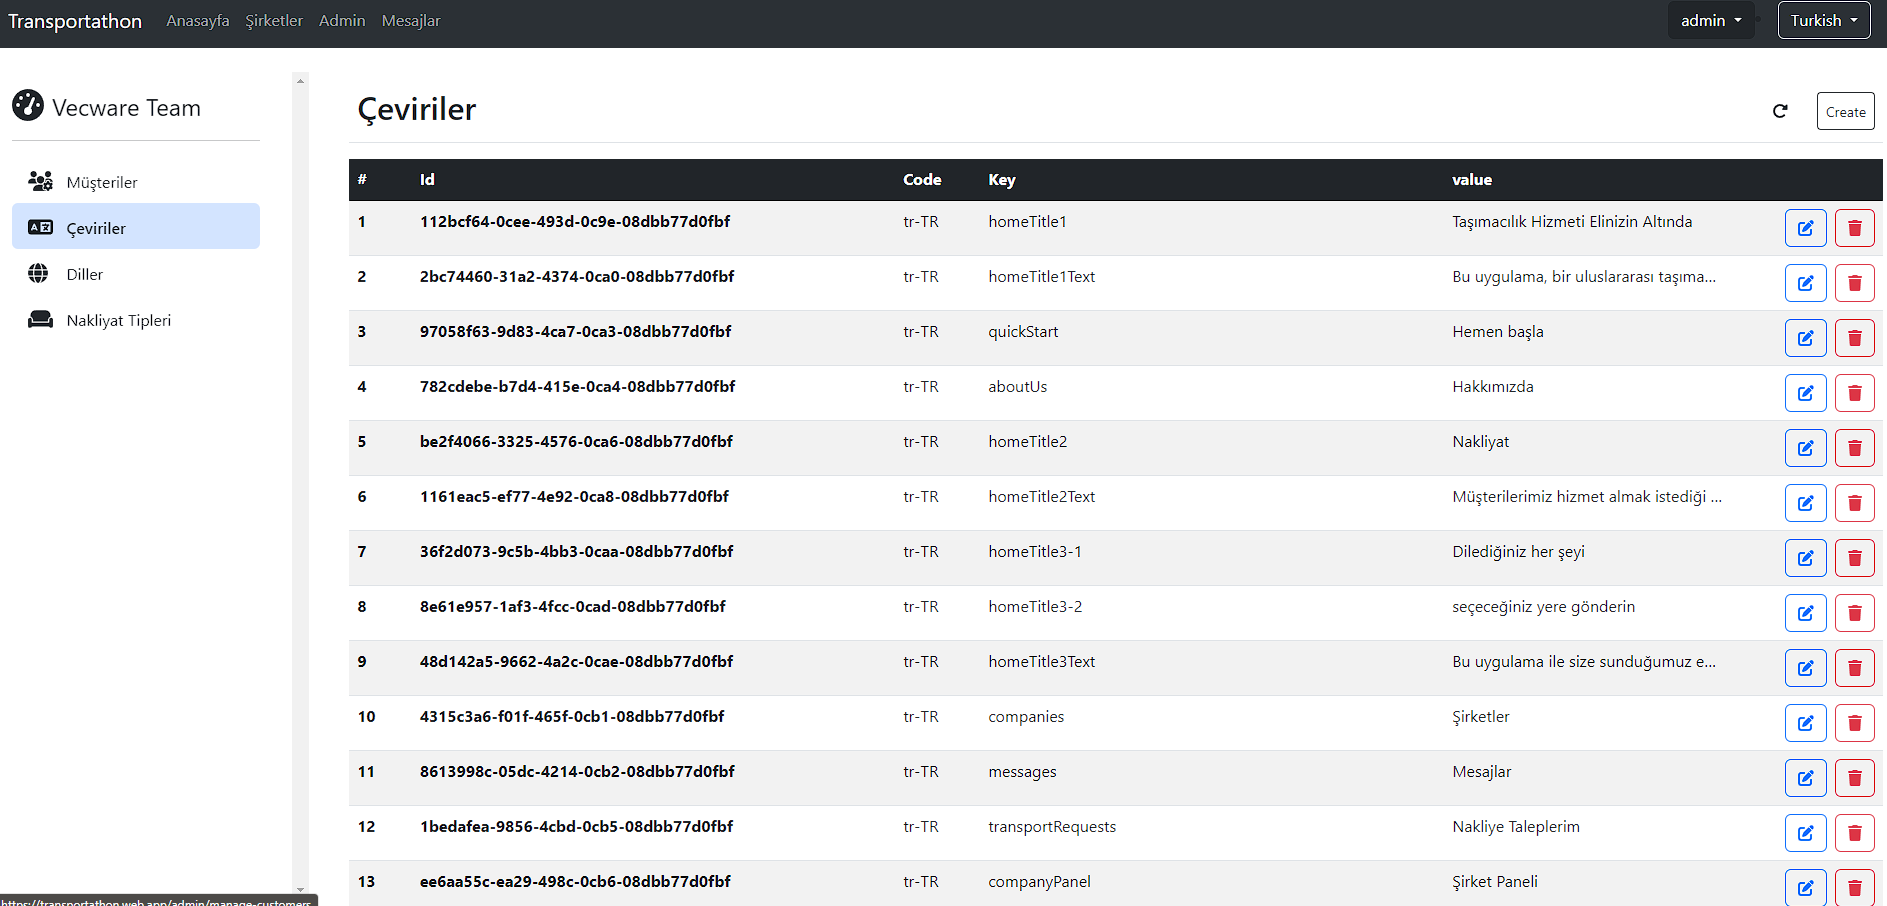 Transportathon Anasayfa Şirketler Admin Mesajlar admin Turkish
Vecware Team
Müşteriler
Çeviriler
Diller
Nakliyat Tipleri
Çeviriler Create
# Id Code Key value
1 112bcf64-0cee-493d-0c9e-08dbb77d0fbf tr-TR homeTitle1 Taşımacılık Hizmeti Elinizin Altında
2 2bc74460-31a2-4374-0ca0-08dbb77d0fbf tr-TR homeTitle1Text Bu uygulama, bir uluslararası taşıma...
3 97058f63-9d83-4ca7-0ca3-08dbb77d0fbf tr-TR quickStart Hemen başla
4 782cdebe-b7d4-415e-0ca4-08dbb77d0fbf tr-TR aboutUs Hakkımızda
5 be2f4066-3325-4576-0ca6-08dbb77d0fbf tr-TR homeTitle2 Nakliyat
6 1161eac5-ef77-4e92-0ca8-08dbb77d0fbf tr-TR homeTitle2Text Müşterilerimiz hizmet almak istediği ...
7 36f2d073-9c5b-4bb3-0caa-08dbb77d0fbf tr-TR homeTitle3-1 Dilediğiniz her şeyi
8 8e61e957-1af3-4fcc-0cad-08dbb77d0fbf tr-TR homeTitle3-2 seçeceğiniz yere gönderin
9 48d142a5-9662-4a2c-0cae-08dbb77d0fbf tr-TR homeTitle3Text Bu uygulama ile size sunduğumuz e...
10 4315c3a6-f01f-465f-0cb1-08dbb77d0fbf tr-TR companies Şirketler
11 8613998c-05dc-4214-0cb2-08dbb77d0fbf tr-TR messages Mesajlar
12 1bedafea-9856-4cbd-0cb5-08dbb77d0fbf tr-TR transportRequests Nakliye Taleplerim
13 ee6aa55c-ea29-498c-0cb6-08dbb77d0fbf tr-TR companyPanel Şirket Paneli
https://transportathon.web.app/admin/manage-customers